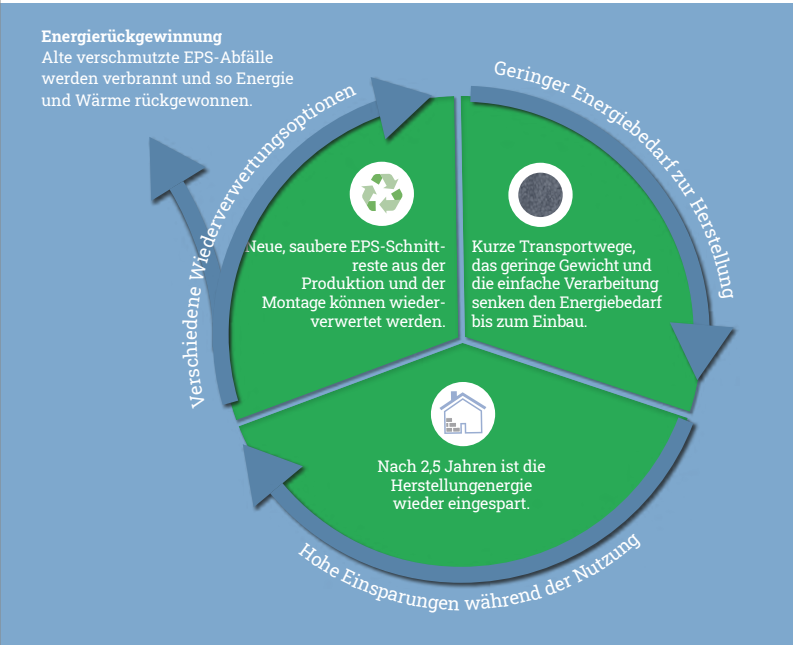 Energierückgewinnung
Alte verschmutzte EPS-Abfälle
werden verbrannt und so Energie
und Wärme rückgewonnen.
Verschiedene Wiederverwertungsoptionen
Geringer Energiebedarf zur Herstellung
Neue, saubere EPS-Schnitt-
reste aus der
Produktion und der
Montage können wieder-
verwertet werden.
Kurze Transportwege,
das geringe Gewicht und
die einfache Verarbeitung
senken den Energiebedarf
bis zum Einbau.
Nach 2,5 Jahren ist die
Herstellungenergie
wieder eingespart.
Hohe Einsparungen während der Nutzung